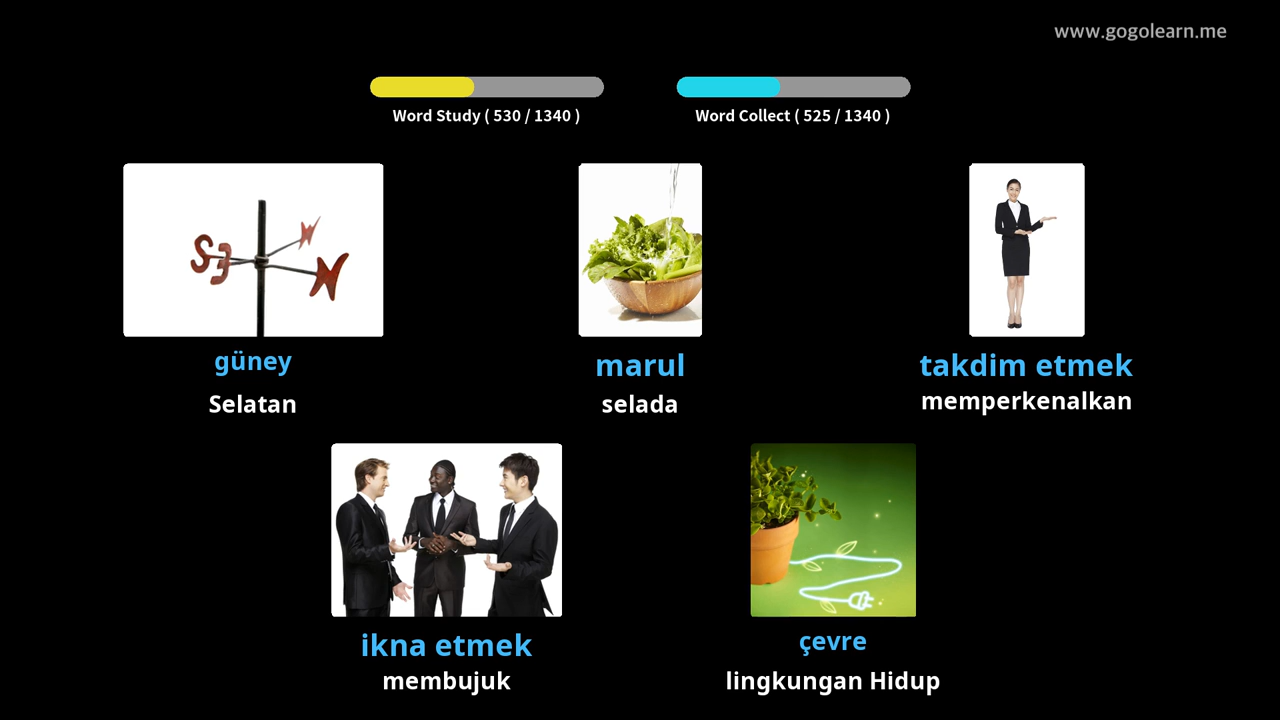 www.gogolearn.me
Word Study ( 530 / 1340 )
Word Collect ( 525 / 1340 )
S
E
W
N
güney
Selatan
marul
selada
takdim etmek
memperkenalkan
ikna etmek
membujuk
çevre
lingkungan Hidup